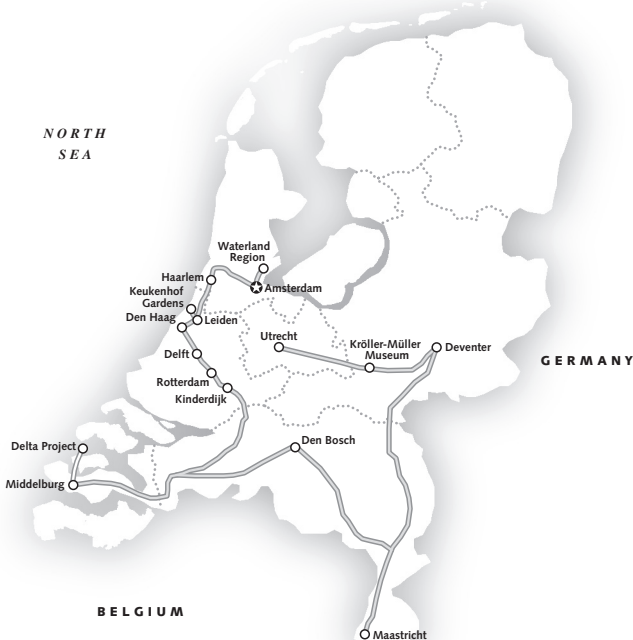 NORTH
SEA
Waterland
Region
Haarlem
Amsterdam
Keukenhof
Gardens
Den Haag
Leiden
Utrecht
Kröller-Müller
Museum
Deventer
GERMANY
Delft
Rotterdam
Kinderdijk
Delta Project
Den Bosch
Middelburg
BELGIUM
Maastricht